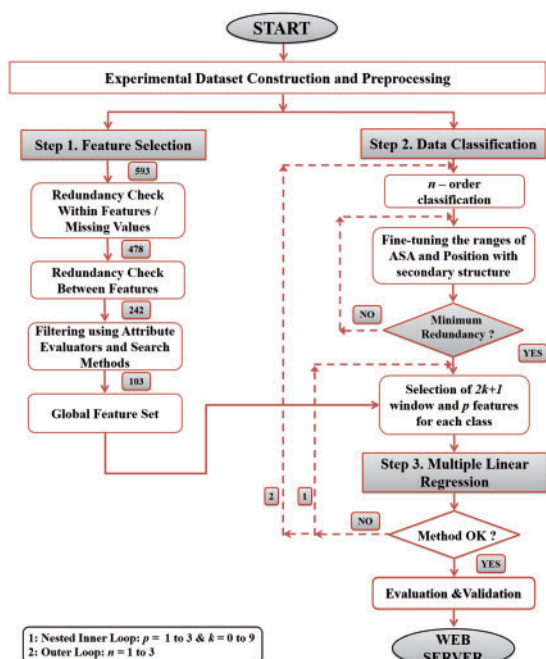 START
Experimental Dataset Construction and Preprocessing
Step 1. Feature Selection
593
Redundancy Check
Within Features /
Missing Values
478
Redundancy Check
Between Features
242
Filtering using Attribute
Evaluators and Search
Methods
103
Global Feature Set
Step 2. Data Classification
n – order
classification
Fine-tuning the ranges of
ASA and Position with
secondary structure
NO
Minimum
Redundancy ?
YES
Selection of 2k+1
window and p features
for each class
Step 3. Multiple Linear
Regression
2
1
NO
Method OK ?
YES
Evaluation &Validation
WEB
SERVER
1: Nested Inner Loop: p = 1 to 3 & k = 0 to 9
2: Outer Loop: n = 1 to 3